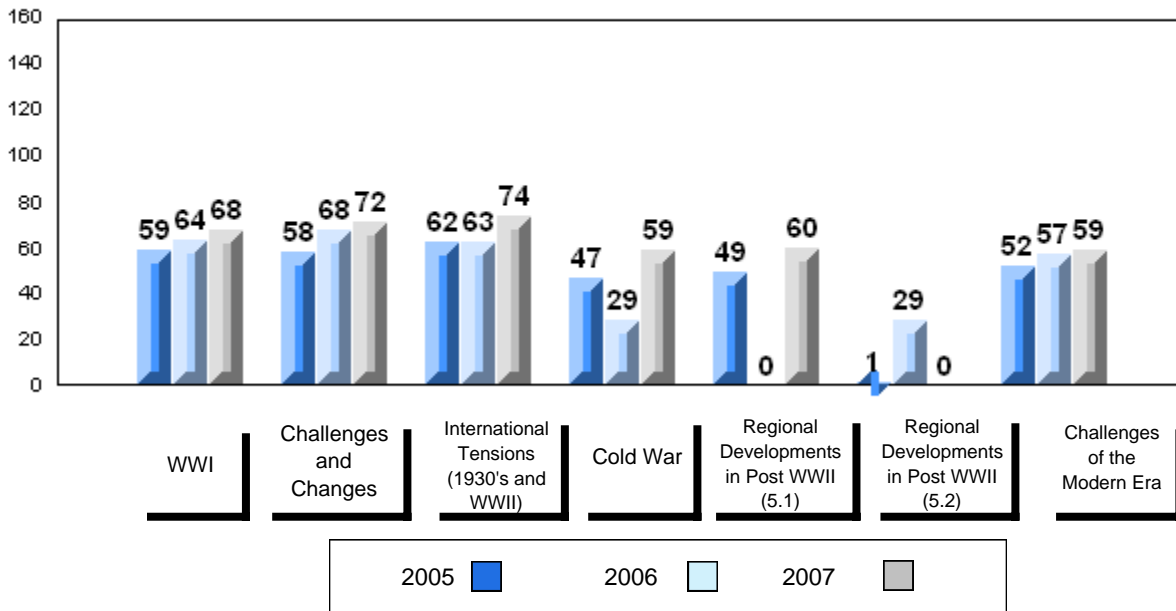 160
140
120
100
80
60
40
20
0
59 64 68
58 68 72
62 63 74
47 29 59
49 0 60
1 29 0
52 57 59
WWI
Challenges
and
Changes
International
Tensions
(1930's and
WWII)
Cold War
Regional
Developments
in Post WWII
(5.1)
Regional
Developments
in Post WWII
(5.2)
Challenges
of the
Modern Era
2005 2006 2007